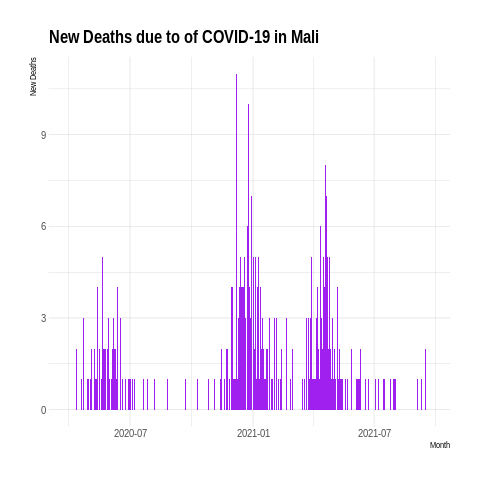 New Deaths due to of COVID-19 in Mali
New Deaths
9
6
3
0
2020-07
2021-01
2021-07
Month